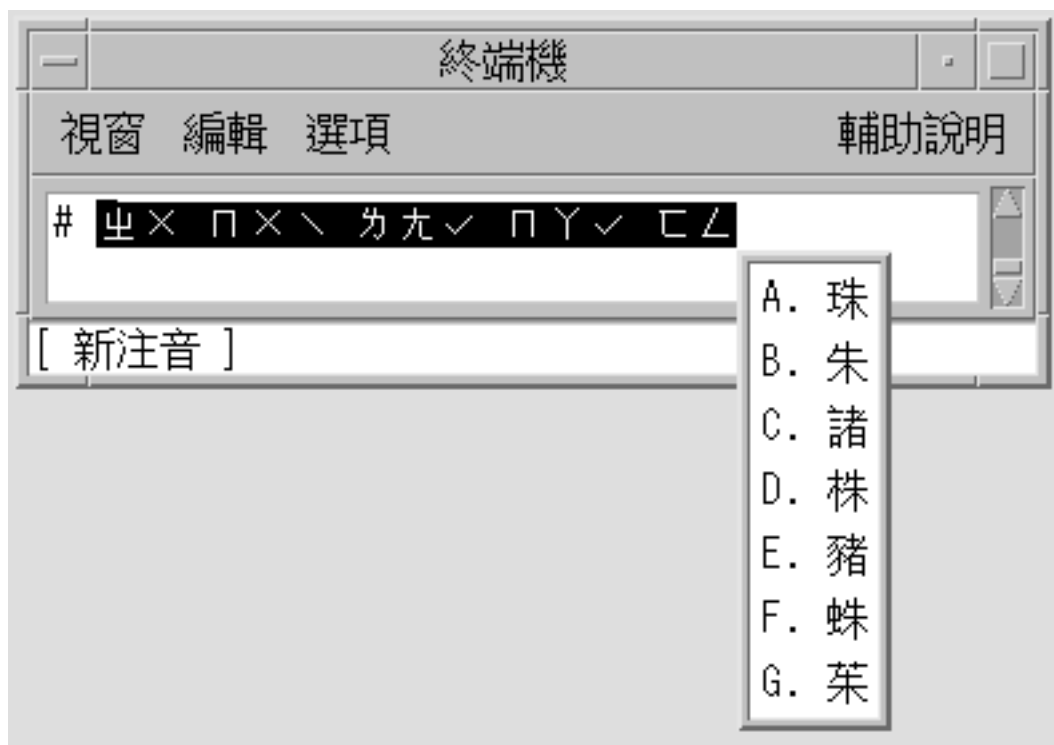 終端機
視窗 編輯 選項 輔助說明
# ㄓㄨ ㄇㄨˋ ㄌㄤˇ ㄇㄚˇ ㄈㄥ
[ 新注音 ]
A. 珠
B. 朱
C. 諸
D. 株
E. 豬
F. 蛛
G. 茱